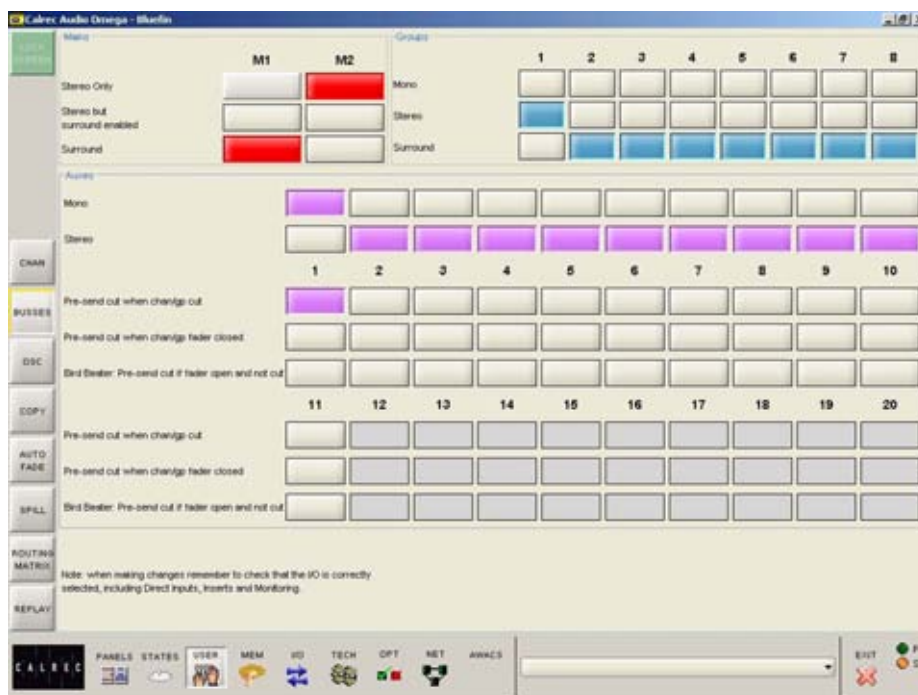 Calrec Audio Omega - Bluefin
LOCK SCREEN
Mains
Groups
M1 M2
1 2 3 4 5 6 7 8
Stereo Only
Mono
Stereo but
surround enabled
Stereo
Surround
Surround
Auxes
Mono
Stereo
1 2 3 4 5 6 7 8 9 10
Pre-send cut when chan/gp cut
Pre-send cut when chan/gp fader closed
Bird Beater: Pre-send cut if fader open and not cut
11 12 13 14 15 16 17 18 19 20
Pre-send cut when chan/gp cut
Pre-send cut when chan/gp fader closed
Bird Beater: Pre-send cut if fader open and not cut
CHAN
BUSSES
OSC
COPY
AUTO
FADE
SPILL
ROUTING
MATRIX
REPLAY
Note: when making changes remember to check that the I/O is correctly
selected, including Direct Inputs, Inserts and Monitoring.
CALREC
PANELS STATES USER MEM I/O TECH OPT NET AWACS
EXIT